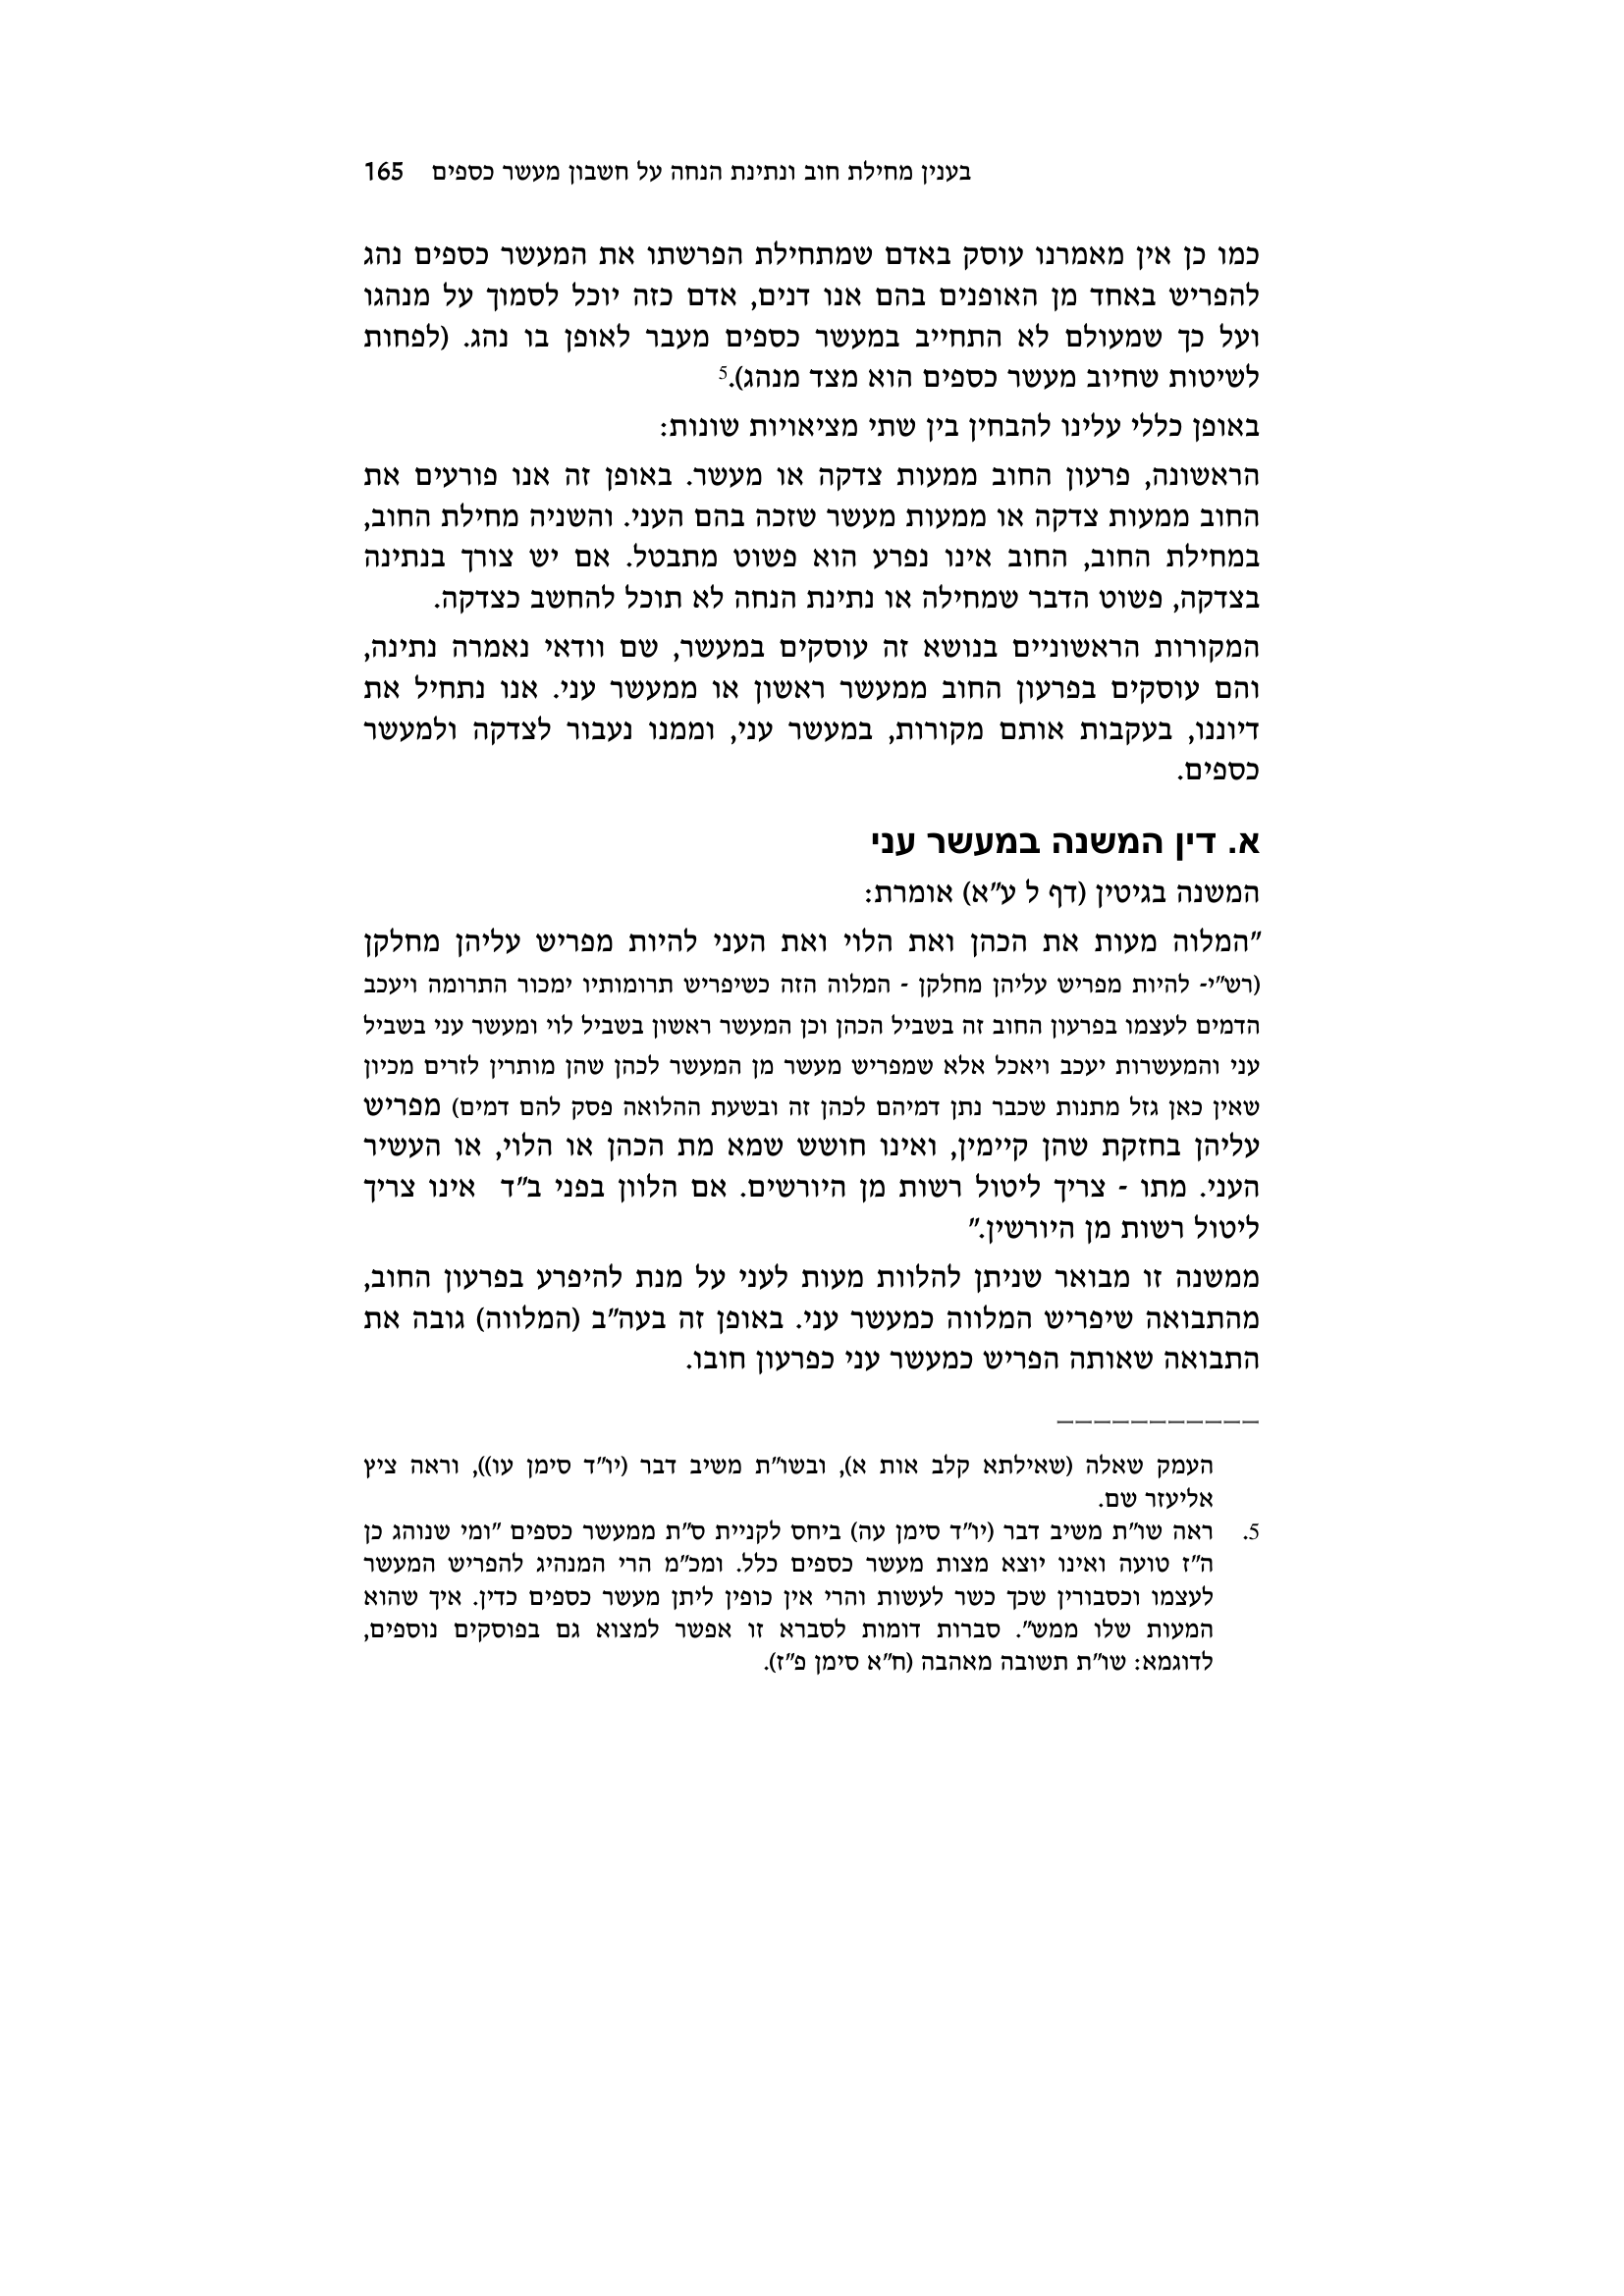 בענין מחילת חוב ונתינת הנחה על חשבון מעשר כספים 165
כמו כן אין מאמרנו עוסק באדם שמתחילת הפרשתו את המעשר כספים נהג
להפריש באחד מן האופנים בהם אנו דנים, אדם כזה יוכל לסמוך על מנהגו
ועל כך שמעולם לא התחייב במעשר כספים מעבר לאופן בו נהג. (לפחות
לשיטות שחיוב מעשר כספים הוא מצד מנהג).5
באופן כללי עלינו להבחין בין שתי מציאויות שונות:
הראשונה, פרעון החוב ממעות צדקה או מעשר. באופן זה אנו פורעים את
החוב ממעות צדקה או ממעות מעשר שזכה בהם העני. והשניה מחילת החוב,
במחילת החוב, החוב אינו נפרע הוא פשוט מתבטל. אם יש צורך בנתינה
בצדקה, פשוט הדבר שמחילה או נתינת הנחה לא תוכל להחשב כצדקה.
המקורות הראשוניים בנושא זה עוסקים במעשר, שם וודאי נאמרה נתינה,
והם עוסקים בפרעון החוב ממעשר ראשון או ממעשר עני. אנו נתחיל את
דיוננו, בעקבות אותם מקורות, במעשר עני, וממנו נעבור לצדקה ולמעשר
כספים.
א. דין המשנה במעשר עני
המשנה בגיטין (דף ל ע"א) אומרת:
"המלוה מעות את הכהן ואת הלוי ואת העני להיות מפריש עליהן מחלקן
(רש"י- להיות מפריש עליהן מחלקן - המלוה הזה כשיפריש תרומותיו ימכור התרומה ויעכב
הדמים לעצמו בפרעון החוב זה בשביל הכהן וכן המעשר ראשון בשביל לוי ומעשר עני בשביל
עני והמעשרות יעכב ויאכל אלא שמפריש מעשר מן המעשר לכהן שהן מותרין לזרים מכיון
שאין כאן גזל מתנות שכבר נתן דמיהם לכהן זה ובשעת ההלואה פסק להם דמים) מפריש
עליהן בחזקת שהן קיימין, ואינו חושש שמא מת הכהן או הלוי, או העשיר
העני. מתו - צריך ליטול רשות מן היורשים. אם הלוון בפני ב"ד אינו צריך
ליטול רשות מן היורשין."
ממשנה זו מבואר שניתן להלוות מעות לעני על מנת להיפרע בפרעון החוב,
מהתבואה שיפריש המלווה כמעשר עני. באופן זה בעה"ב (המלווה) גובה את
התבואה שאותה הפריש כמעשר עני כפרעון חובו.
העמק שאלה (שאילתא קלב אות א), ובשו"ת משיב דבר (יו"ד סימן עו)), וראה ציץ
אליעזר שם.
5. ראה שו"ת משיב דבר (יו"ד סימן עה) ביחס לקניית ס"ת ממעשר כספים "ומי שנוהג כן
ה"ז טועה ואינו יוצא מצות מעשר כספים כלל. ומכ"מ הרי המנהיג להפריש המעשר
לעצמו וכסבורין שכך כשר לעשות והרי אין כופין ליתן מעשר כספים כדין. איך שהוא
המעות שלו ממש". סברות דומות לסברא זו אפשר למצוא גם בפוסקים נוספים,
לדוגמא: שו"ת תשובה מאהבה (ח"א סימן פ"ז).